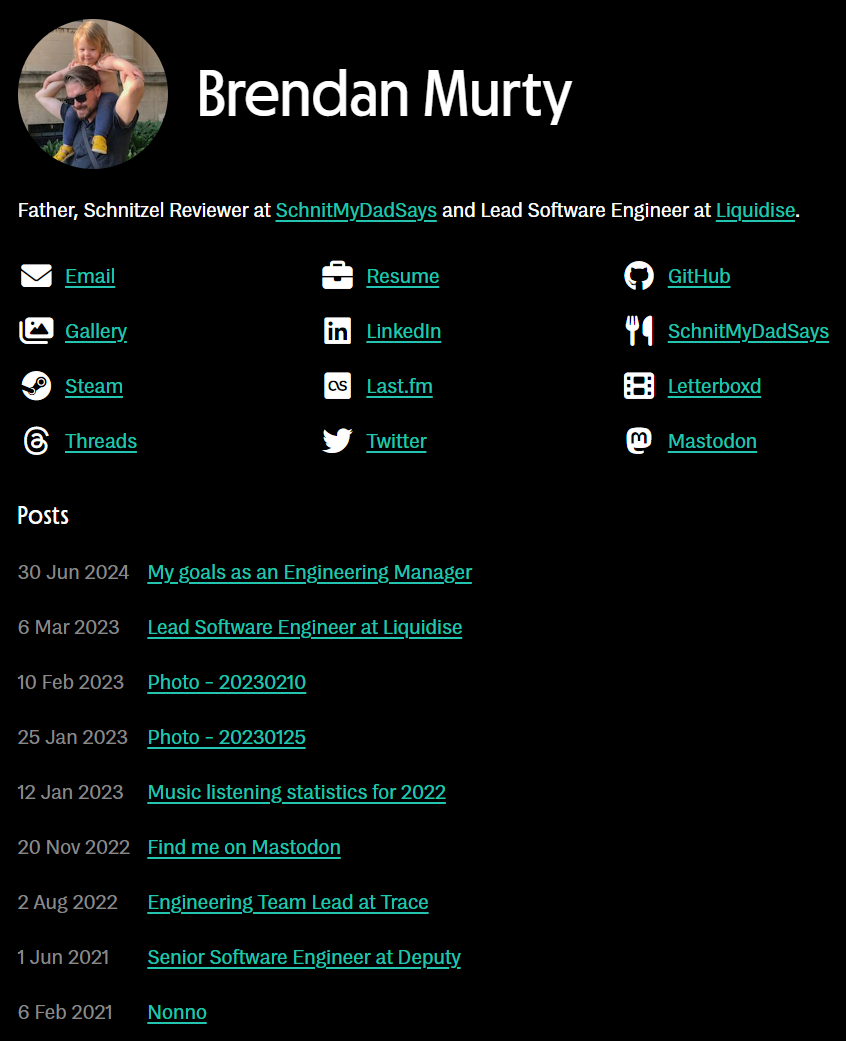 Brendan Murty
Father, Schnitzel Reviewer at SchnitMyDadSays and Lead Software Engineer at Liquidise.
Email Resume GitHub
Gallery LinkedIn SchnitMyDadSays
Steam Last.fm Letterboxd
Threads Twitter Mastodon
Posts
30 Jun 2024 My goals as an Engineering Manager
6 Mar 2023 Lead Software Engineer at Liquidise
10 Feb 2023 Photo - 20230210
25 Jan 2023 Photo - 20230125
12 Jan 2023 Music listening statistics for 2022
20 Nov 2022 Find me on Mastodon
2 Aug 2022 Engineering Team Lead at Trace
1 Jun 2021 Senior Software Engineer at Deputy
6 Feb 2021 Nonno